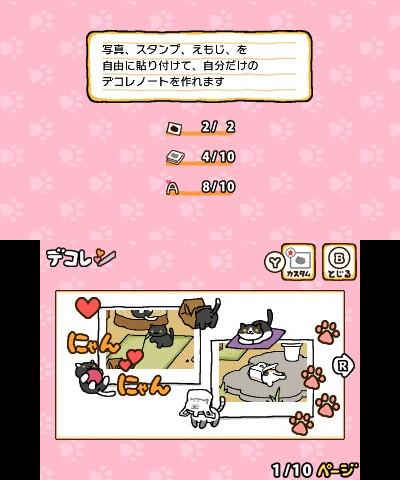 写真、スタンプ、えもじ、を
自由に貼り付けて、自分だけの
デコレノートを作れます
2/ 2
4/10
A 8/10
デコレ
Y カスタム B とじる
にゃん
にゃん
R
1/10 ページ